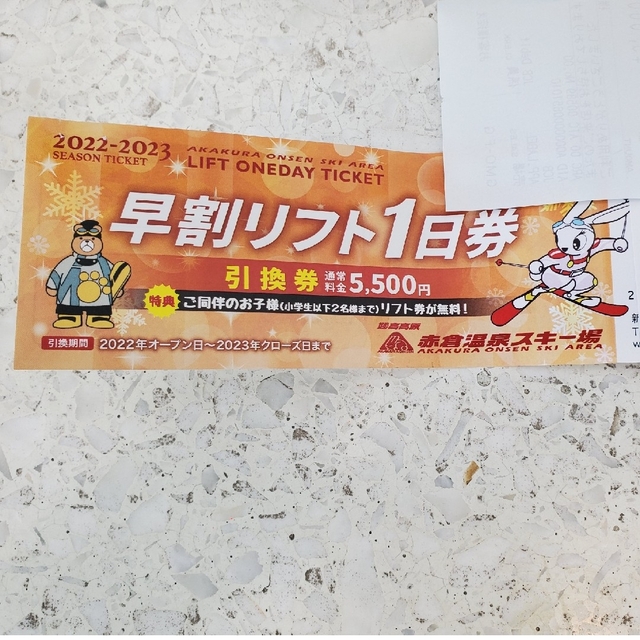 2022-2023
SEASON TICKET
AKAKURA ONSEN SKI AREA
LIFT ONEDAY TICKET
早割リフト1日券
引換券 通常料金 5,500円
特典 ご同伴のお子様(小学生以下2名様まで)リフト券が無料!
引換期間 2022年オープン日~2023年クローズ日まで
妙高高原
赤倉温泉スキー場
AKAKURA ONSEN SKI AREA
2
新
T
W